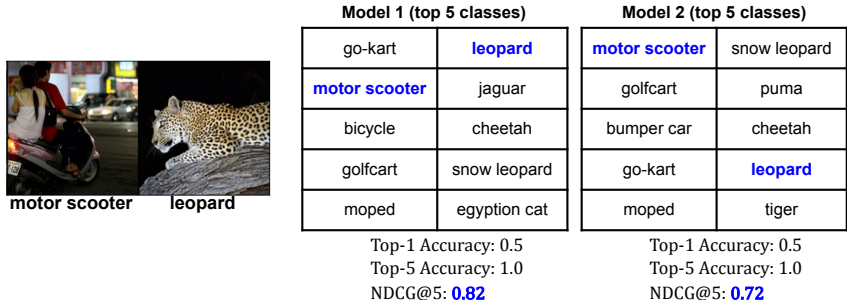 Model 1 (top 5 classes)
go-kart leopard
motor scooter jaguar
bicycle cheetah
golfcart snow leopard
moped egyption cat
Top-1 Accuracy: 0.5
Top-5 Accuracy: 1.0
NDCG@5: 0.82
Model 2 (top 5 classes)
motor scooter snow leopard
golfcart puma
bumper car cheetah
go-kart leopard
moped tiger
Top-1 Accuracy: 0.5
Top-5 Accuracy: 1.0
NDCG@5: 0.72
motor scooter leopard